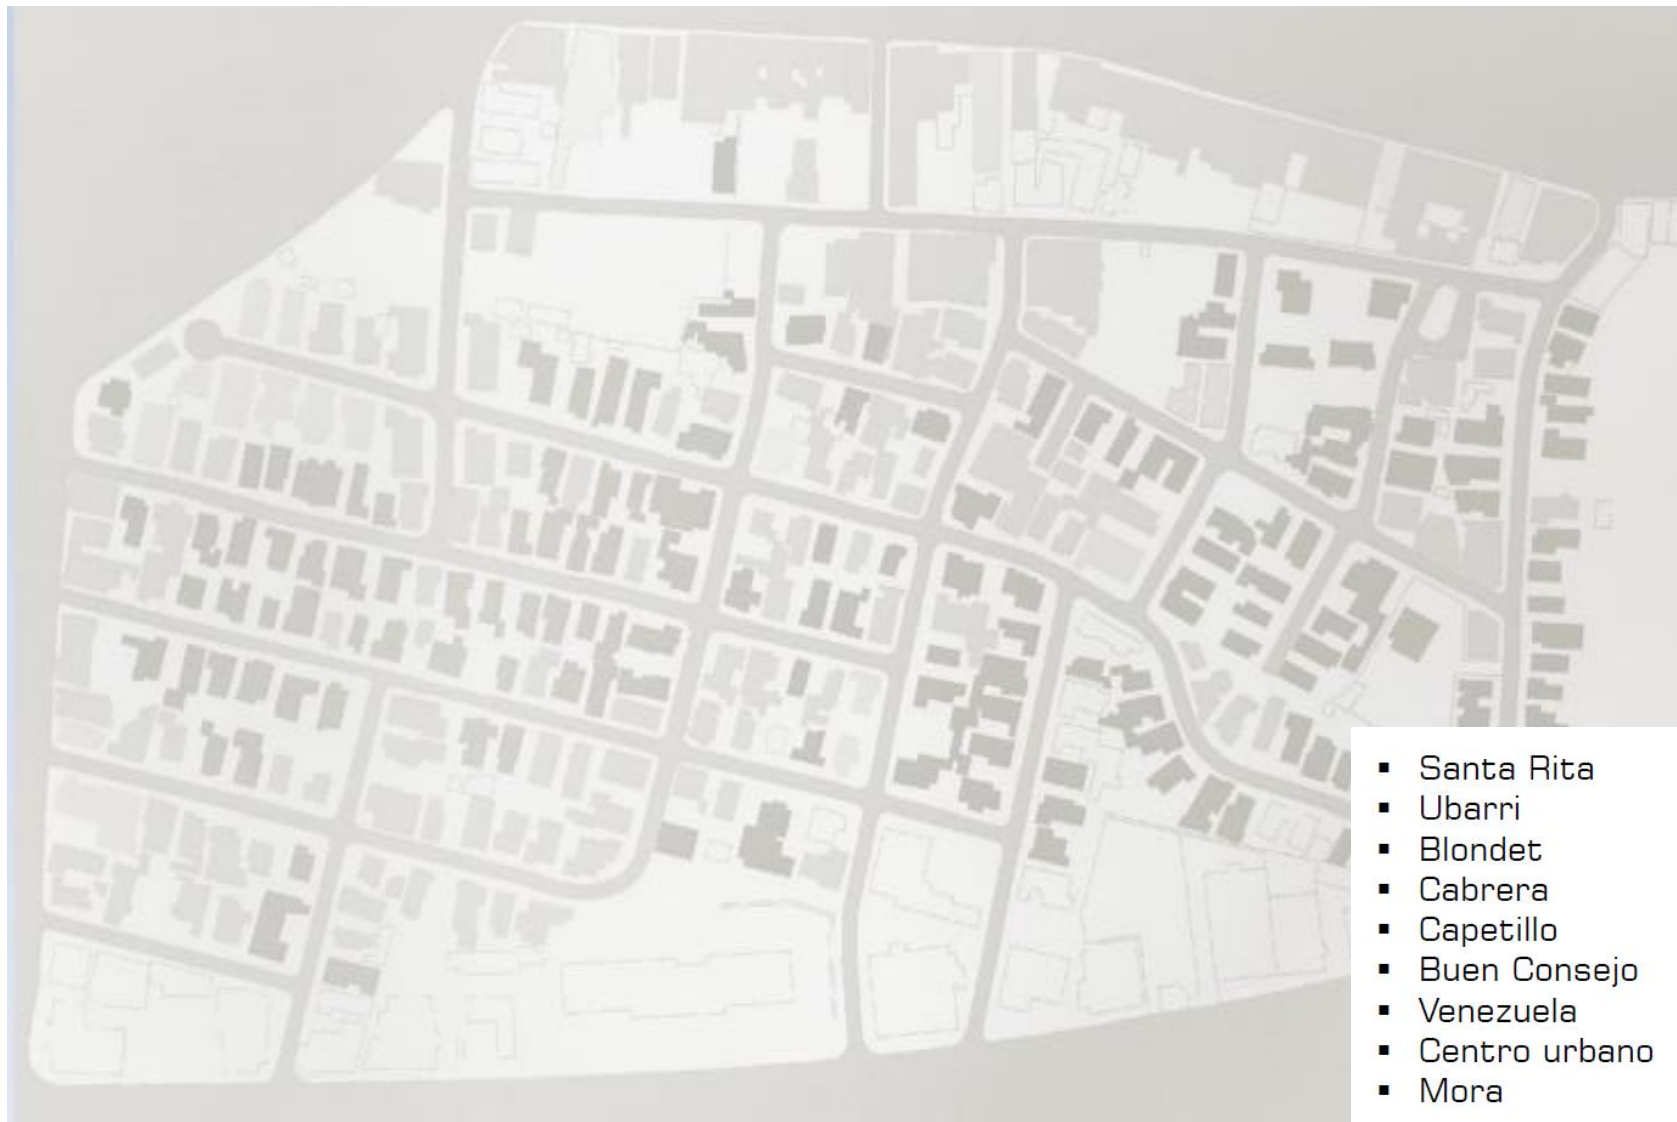 ▪ Santa Rita
▪ Ubarri
▪ Blondet
▪ Cabrera
▪ Capetillo
▪ Buen Consejo
▪ Venezuela
▪ Centro urbano
▪ Mora